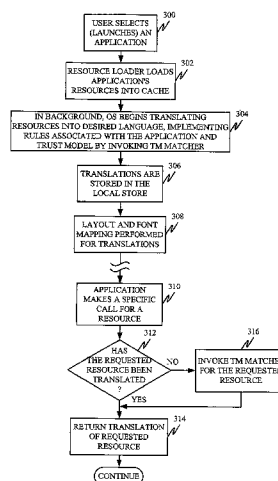 300
USER SELECTS
(LAUNCHES) AN
APPLICATION
302
RESOURCE LOADER LOADS
APPLICATION'S
RESOURCES INTO CACHE
304
IN BACKGROUND, OS BEGINS TRANSLATING
RESOURCES INTO DESIRED LANGUAGE, IMPLEMENTING
RULES ASSOCIATED WITH THE APPLICATION AND
TRUST MODEL BY INVOKING TM MATCHER
306
TRANSLATIONS ARE
STORED IN THE
LOCAL STORE
308
LAYOUT AND FONT
MAPPING PERFORMED
FOR TRANSLATIONS
310
APPLICATION
MAKES A SPECIFIC
CALL FOR A
RESOURCE
312
HAS
THE REQUESTED
RESOURCE BEEN
TRANSLATED
?
NO
YES
316
INVOKE TM MATCHER
FOR THE REQUESTED
RESOURCE
314
RETURN TRANSLATION
OF REQUESTED
RESOURCE
CONTINUE